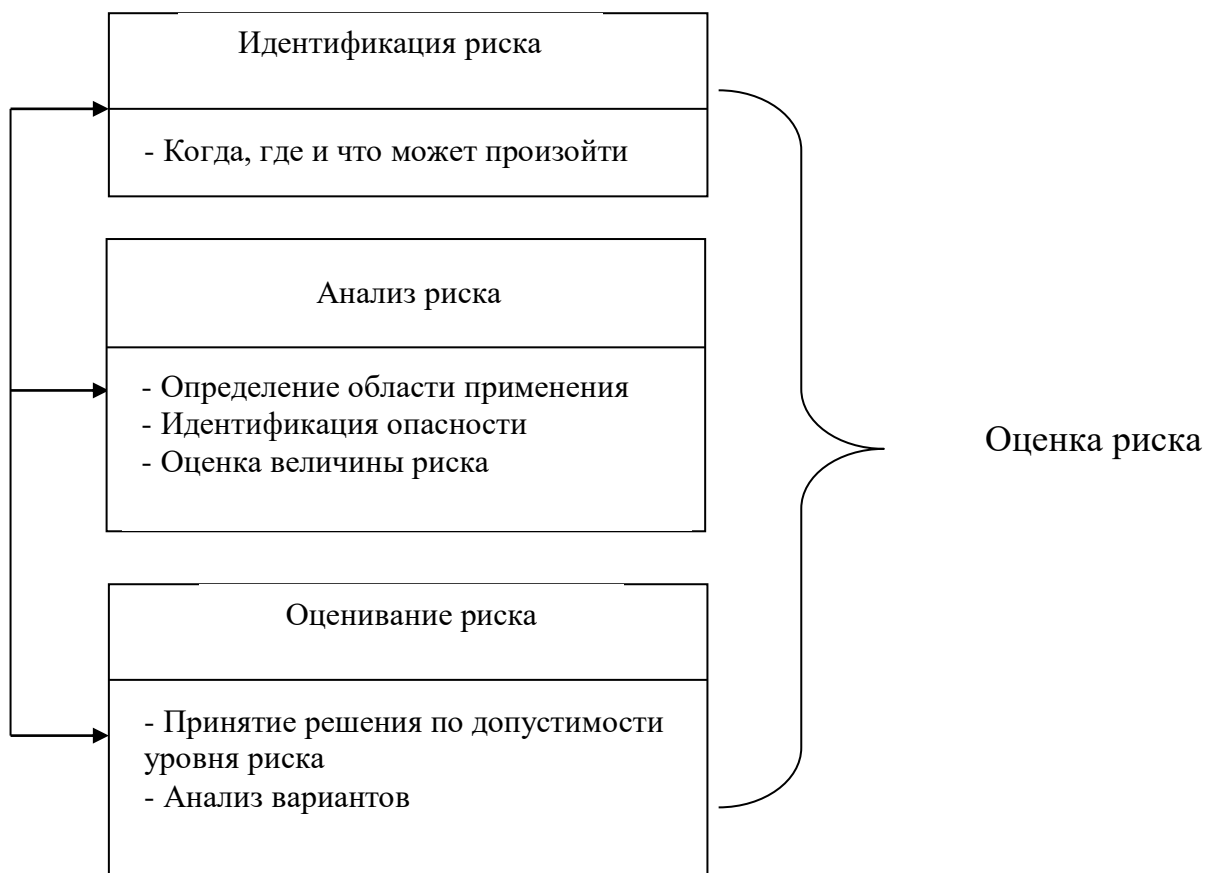 Идентификация риска
- Когда, где и что может произойти
Анализ риска
- Определение области применения
- Идентификация опасности
- Оценка величины риска
Оценка риска
Оценивание риска
- Принятие решения по допустимости
уровня риска
- Анализ вариантов